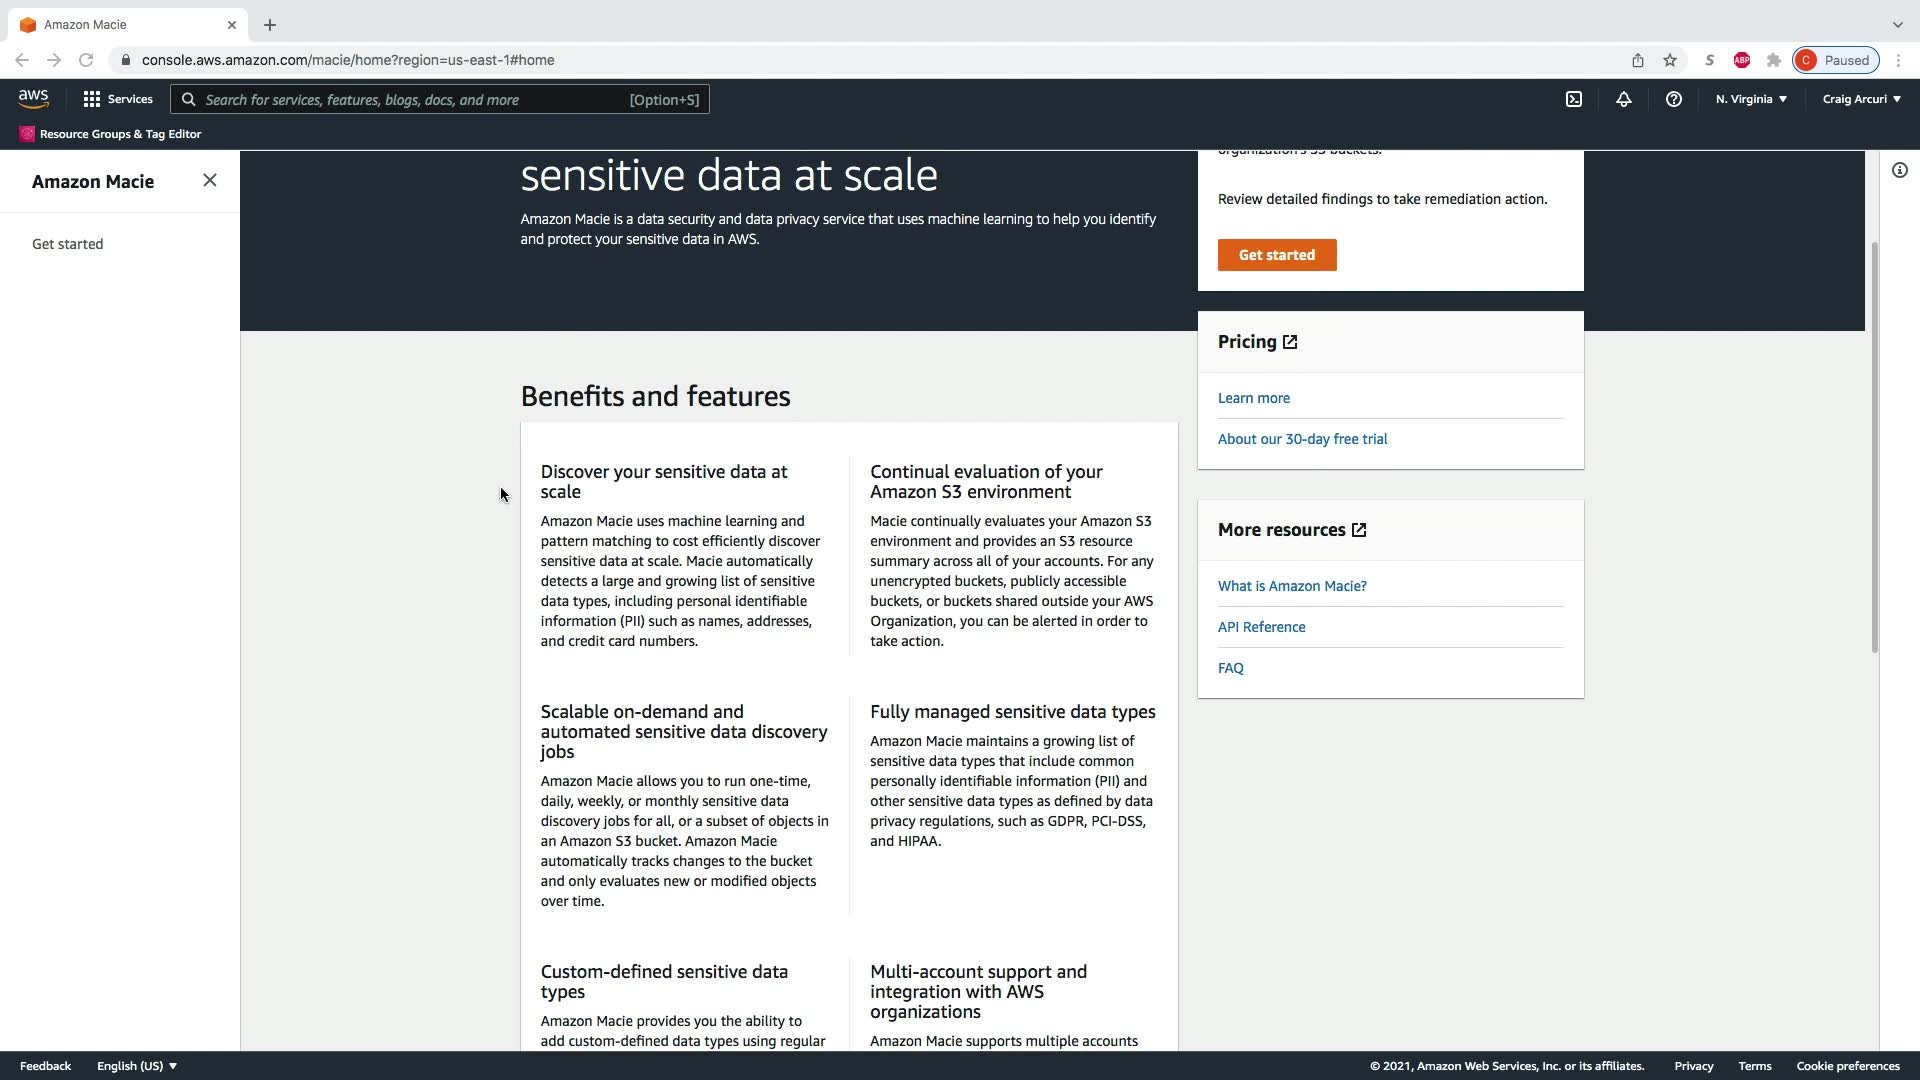 Amazon Macie
console.aws.amazon.com/macie/home?region=us-east-1#home
S
ABP
C
Paused
aws
Services
Search for services, features, blogs, docs, and more
[Option+S]
N. Virginia
Craig Arcuri
Resource Groups & Tag Editor
Amazon Macie
Get started
sensitive data at scale
Amazon Macie is a data security and data privacy service that uses machine learning to help you identify
and protect your sensitive data in AWS.
organization's S3 buckets.
Review detailed findings to take remediation action.
Get started
Pricing
Learn more
About our 30-day free trial
More resources
What is Amazon Macie?
API Reference
FAQ
Benefits and features
Discover your sensitive data at
scale
Amazon Macie uses machine learning and
pattern matching to cost efficiently discover
sensitive data at scale. Macie automatically
detects a large and growing list of sensitive
data types, including personal identifiable
information (PII) such as names, addresses,
and credit card numbers.
Continual evaluation of your
Amazon S3 environment
Macie continually evaluates your Amazon S3
environment and provides an S3 resource
summary across all of your accounts. For any
unencrypted buckets, publicly accessible
buckets, or buckets shared outside your AWS
Organization, you can be alerted in order to
take action.
Scalable on-demand and
automated sensitive data discovery
jobs
Amazon Macie allows you to run one-time,
daily, weekly, or monthly sensitive data
discovery jobs for all, or a subset of objects in
an Amazon S3 bucket. Amazon Macie
automatically tracks changes to the bucket
and only evaluates new or modified objects
over time.
Fully managed sensitive data types
Amazon Macie maintains a growing list of
sensitive data types that include common
personally identifiable information (PII) and
other sensitive data types as defined by data
privacy regulations, such as GDPR, PCI-DSS,
and HIPAA.
Custom-defined sensitive data
types
Amazon Macie provides you the ability to
add custom-defined data types using regular
Multi-account support and
integration with AWS
organizations
Amazon Macie supports multiple accounts
Feedback
English (US)
© 2021, Amazon Web Services, Inc. or its affiliates.
Privacy
Terms
Cookie preferences